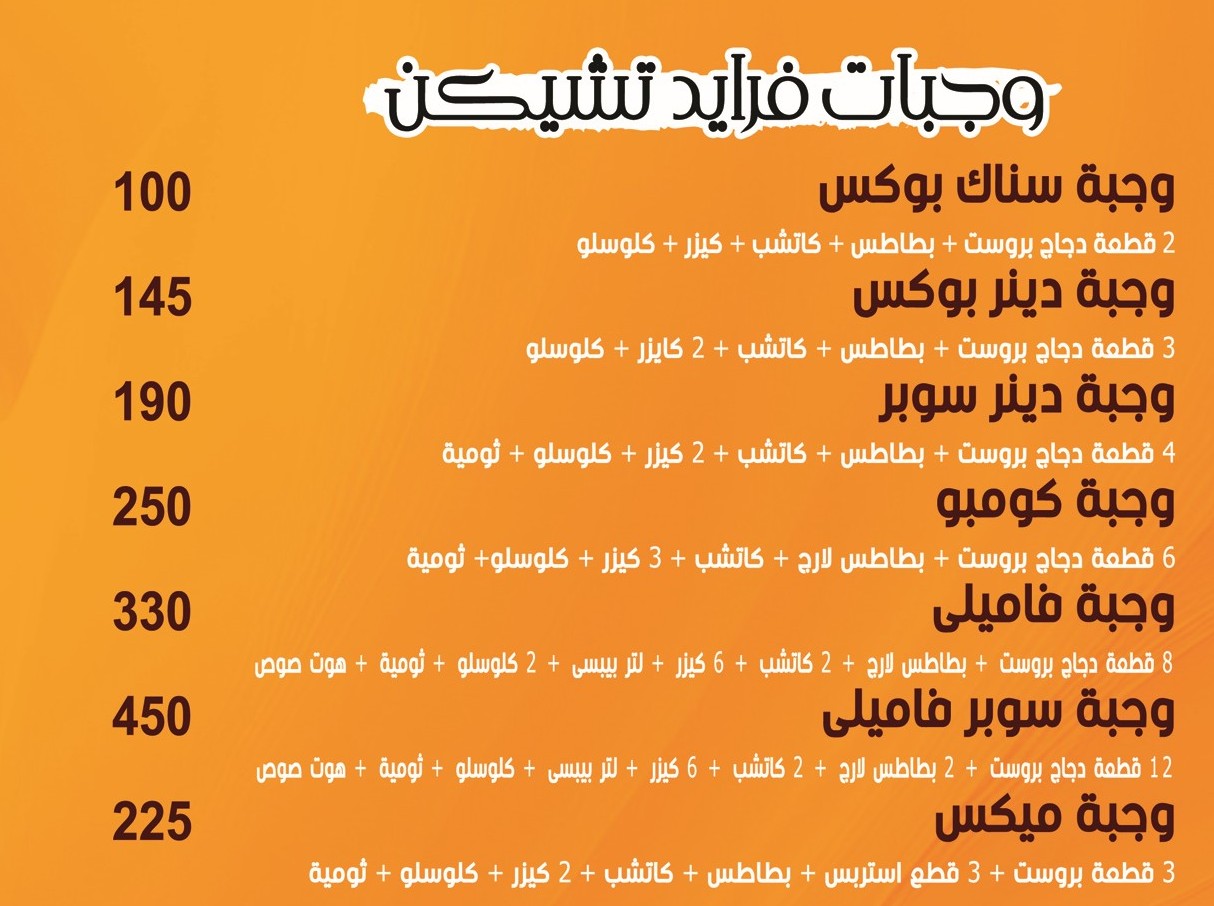 وجبات فرايد تشيكن
وجبة سناك بوكس 100
2 قطعة دجاج بروست + بطاطس + كاتشب + كيزر + كلوسلو
وجبة دينر بوكس 145
3 قطعة دجاج بروست + بطاطس + كاتشب + 2 كايزر + كلوسلو
وجبة دينر سوبر 190
4 قطعة دجاج بروست + بطاطس + كاتشب + 2 كيزر + كلوسلو + ثومية
وجبة كومبو 250
6 قطعة دجاج بروست + بطاطس لارج + كاتشب + 3 كيزر + كلوسلو+ ثومية
وجبة فاميلى 330
8 قطعة دجاج بروست + بطاطس لارج + 2 كاتشب + 6 كيزر + لتر بيبسى + 2 كلوسلو + ثومية + هوت صوص
وجبة سوبر فاميلى 450
12 قطعة دجاج بروست + 2 بطاطس لارج + 2 كاتشب + 6 كيزر + لتر بيبسى + كلوسلو + ثومية + هوت صوص
وجبة ميكس 225
3 قطعة بروست + 3 قطع استربس + بطاطس + كاتشب + 2 كيزر + كلوسلو + ثومية